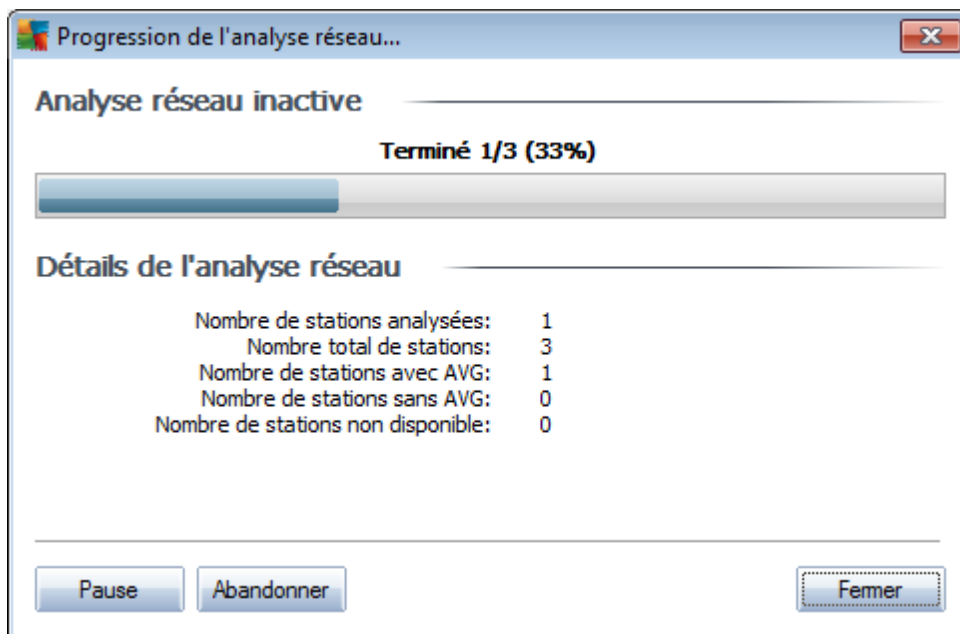 Progression de l'analyse réseau...
Analyse réseau inactive
Terminé 1/3 (33%)
Détails de l'analyse réseau
Nombre de stations analysées: 1
Nombre total de stations: 3
Nombre de stations avec AVG: 1
Nombre de stations sans AVG: 0
Nombre de stations non disponible: 0
Pause Abandonner Fermer